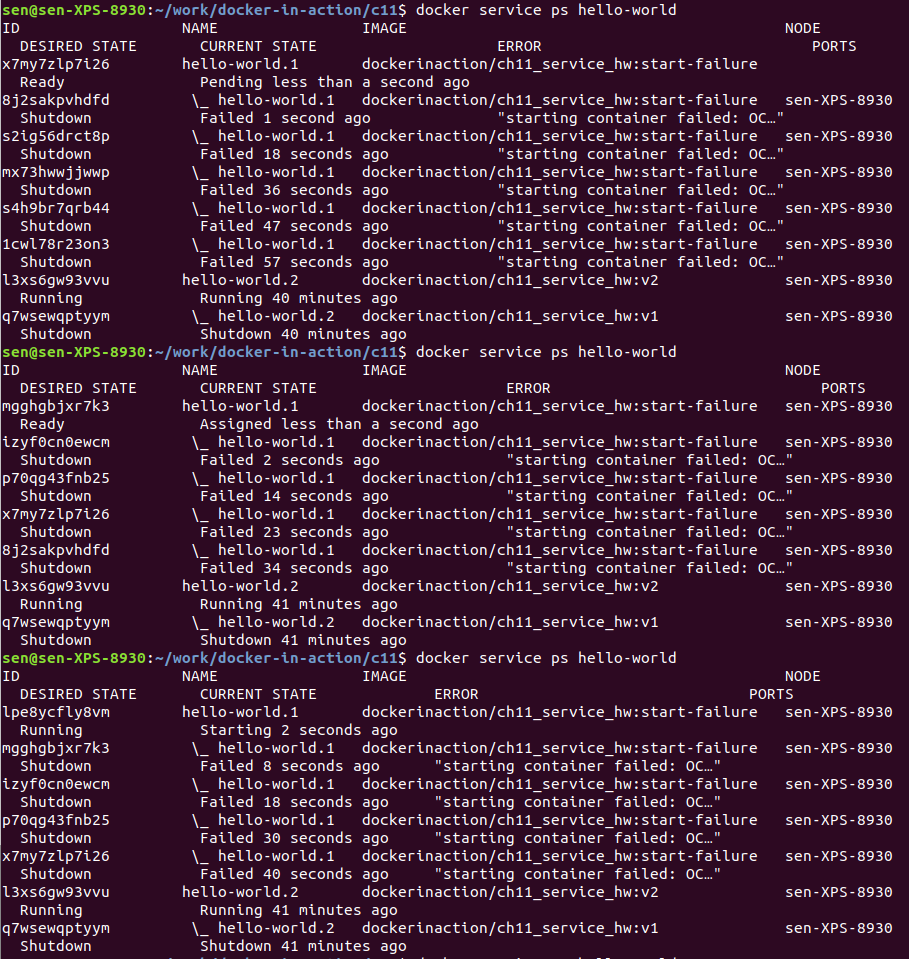 sen@sen-XPS-8930:~/work/docker-in-action/c11$ docker service ps hello-world
ID                  NAME                IMAGE                                          NODE
  DESIRED STATE       CURRENT STATE                    ERROR                              PORTS
x7my7zlp7i26        hello-world.1       dockerinaction/ch11_service_hw:start-failure
  Ready               Pending less than a second ago
8j2sakpvhdfd         \_ hello-world.1   dockerinaction/ch11_service_hw:start-failure   sen-XPS-8930
  Shutdown            Failed 1 second ago              "starting container failed: OC…"
s2ig56drct8p         \_ hello-world.1   dockerinaction/ch11_service_hw:start-failure   sen-XPS-8930
  Shutdown            Failed 18 seconds ago            "starting container failed: OC…"
mx73hwwjjwwp         \_ hello-world.1   dockerinaction/ch11_service_hw:start-failure   sen-XPS-8930
  Shutdown            Failed 36 seconds ago            "starting container failed: OC…"
s4h9br7qrb44         \_ hello-world.1   dockerinaction/ch11_service_hw:start-failure   sen-XPS-8930
  Shutdown            Failed 47 seconds ago            "starting container failed: OC…"
1cwl78r23on3         \_ hello-world.1   dockerinaction/ch11_service_hw:start-failure   sen-XPS-8930
  Shutdown            Failed 57 seconds ago            "starting container failed: OC…"
l3xs6gw93vvu        hello-world.2       dockerinaction/ch11_service_hw:v2              sen-XPS-8930
  Running             Running 40 minutes ago
q7wsewqptyym         \_ hello-world.2   dockerinaction/ch11_service_hw:v1              sen-XPS-8930
  Shutdown            Shutdown 40 minutes ago
sen@sen-XPS-8930:~/work/docker-in-action/c11$ docker service ps hello-world
ID                  NAME                IMAGE                                          NODE
  DESIRED STATE       CURRENT STATE                     ERROR                              PORTS
mgghgbjxr7k3        hello-world.1       dockerinaction/ch11_service_hw:start-failure   sen-XPS-8930
  Ready               Assigned less than a second ago
izyf0cn0ewcm         \_ hello-world.1   dockerinaction/ch11_service_hw:start-failure   sen-XPS-8930
  Shutdown            Failed 2 seconds ago              "starting container failed: OC…"
p70qg43fnb25         \_ hello-world.1   dockerinaction/ch11_service_hw:start-failure   sen-XPS-8930
  Shutdown            Failed 14 seconds ago             "starting container failed: OC…"
x7my7zlp7i26         \_ hello-world.1   dockerinaction/ch11_service_hw:start-failure   sen-XPS-8930
  Shutdown            Failed 23 seconds ago             "starting container failed: OC…"
8j2sakpvhdfd         \_ hello-world.1   dockerinaction/ch11_service_hw:start-failure   sen-XPS-8930
  Shutdown            Failed 34 seconds ago             "starting container failed: OC…"
l3xs6gw93vvu        hello-world.2       dockerinaction/ch11_service_hw:v2              sen-XPS-8930
  Running             Running 41 minutes ago
q7wsewqptyym         \_ hello-world.2   dockerinaction/ch11_service_hw:v1              sen-XPS-8930
  Shutdown            Shutdown 41 minutes ago
sen@sen-XPS-8930:~/work/docker-in-action/c11$ docker service ps hello-world
ID                  NAME                IMAGE                                          NODE
  DESIRED STATE       CURRENT STATE             ERROR                              PORTS
lpe8ycfly8vm        hello-world.1       dockerinaction/ch11_service_hw:start-failure   sen-XPS-8930
  Running             Starting 2 seconds ago
mgghgbjxr7k3         \_ hello-world.1   dockerinaction/ch11_service_hw:start-failure   sen-XPS-8930
  Shutdown            Failed 8 seconds ago      "starting container failed: OC…"
izyf0cn0ewcm         \_ hello-world.1   dockerinaction/ch11_service_hw:start-failure   sen-XPS-8930
  Shutdown            Failed 18 seconds ago     "starting container failed: OC…"
p70qg43fnb25         \_ hello-world.1   dockerinaction/ch11_service_hw:start-failure   sen-XPS-8930
  Shutdown            Failed 30 seconds ago     "starting container failed: OC…"
x7my7zlp7i26         \_ hello-world.1   dockerinaction/ch11_service_hw:start-failure   sen-XPS-8930
  Shutdown            Failed 40 seconds ago     "starting container failed: OC…"
l3xs6gw93vvu        hello-world.2       dockerinaction/ch11_service_hw:v2              sen-XPS-8930
  Running             Running 41 minutes ago
q7wsewqptyym         \_ hello-world.2   dockerinaction/ch11_service_hw:v1              sen-XPS-8930
  Shutdown            Shutdown 41 minutes ago